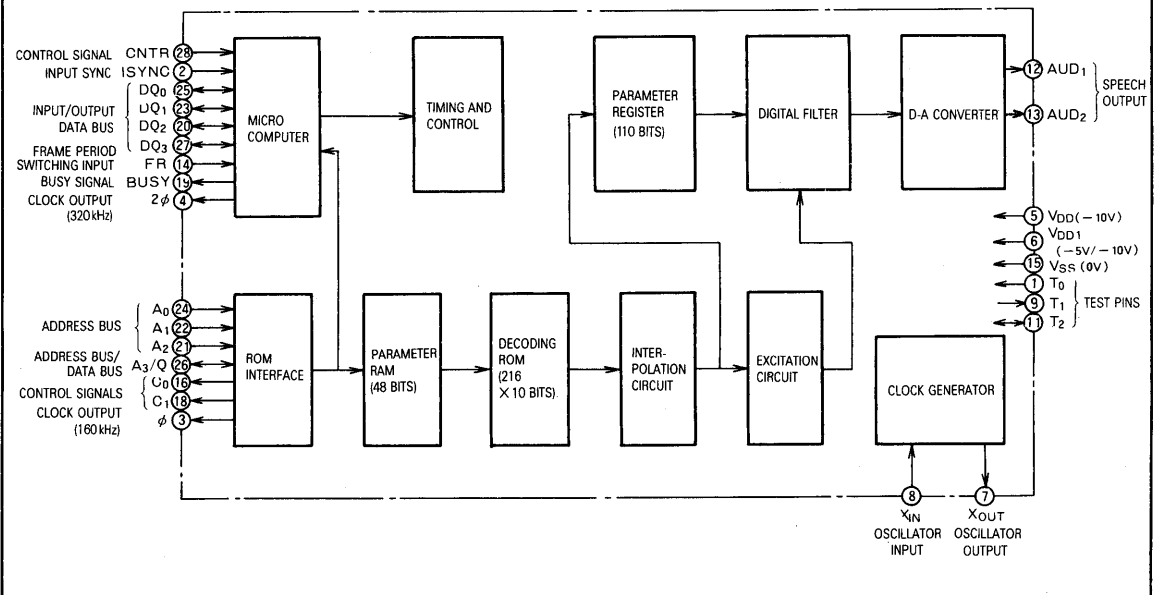 CONTROL SIGNAL CNTR 28
INPUT SYNC ISYNC 2
INPUT/OUTPUT
DATA BUS
DQ0 25
DQ1 23
DQ2 20
DQ3 27
FRAME PERIOD
SWITCHING INPUT FR 14
BUSY SIGNAL BUSY 19
CLOCK OUTPUT 2φ 4
(320 kHz)
MICRO
COMPUTER
TIMING AND
CONTROL
PARAMETER
REGISTER
(110 BITS)
DIGITAL FILTER
D-A CONVERTER
12 AUD1
13 AUD2
SPEECH
OUTPUT
5 VDD (−10V)
6 VDD1
(−5V/−10V)
15 VSS (0V)
1 T0
9 T1
11 T2
TEST PINS
ADDRESS BUS
A0 24
A1 22
A2 21
ADDRESS BUS/
DATA BUS
A3/Q 26
CONTROL SIGNALS
C0 16
C1 18
CLOCK OUTPUT
(160 kHz)
φ 3
ROM
INTERFACE
PARAMETER
RAM
(48 BITS)
DECODING
ROM
(216
×10 BITS)
INTER-
POLATION
CIRCUIT
EXCITATION
CIRCUIT
CLOCK GENERATOR
8
XIN
OSCILLATOR
INPUT
7
XOUT
OSCILLATOR
OUTPUT